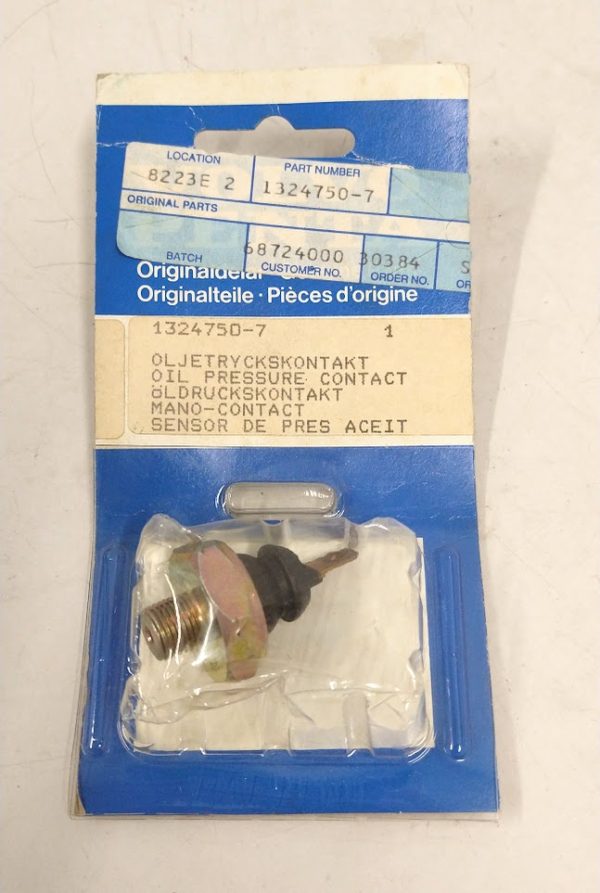 LOCATION PART NUMBER
8223E 2 1324750-7
ORIGINAL PARTS
68724000 30384
BATCH CUSTOMER NO. ORDER NO.
Originaldelar
Originalteile · Pièces d'origine
1324750-7 1
OLJETRYCKSKONTAKT
OIL PRESSURE CONTACT
ÖLDRUCKSKONTAKT
MANO-CONTACT
SENSOR DE PRES ACEIT